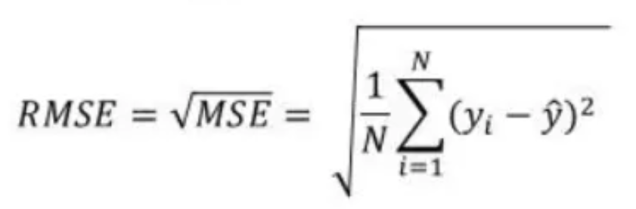 RMSE = √MSE = √(1/N ∑_{i=1}^{N} (y_i − ŷ)²)